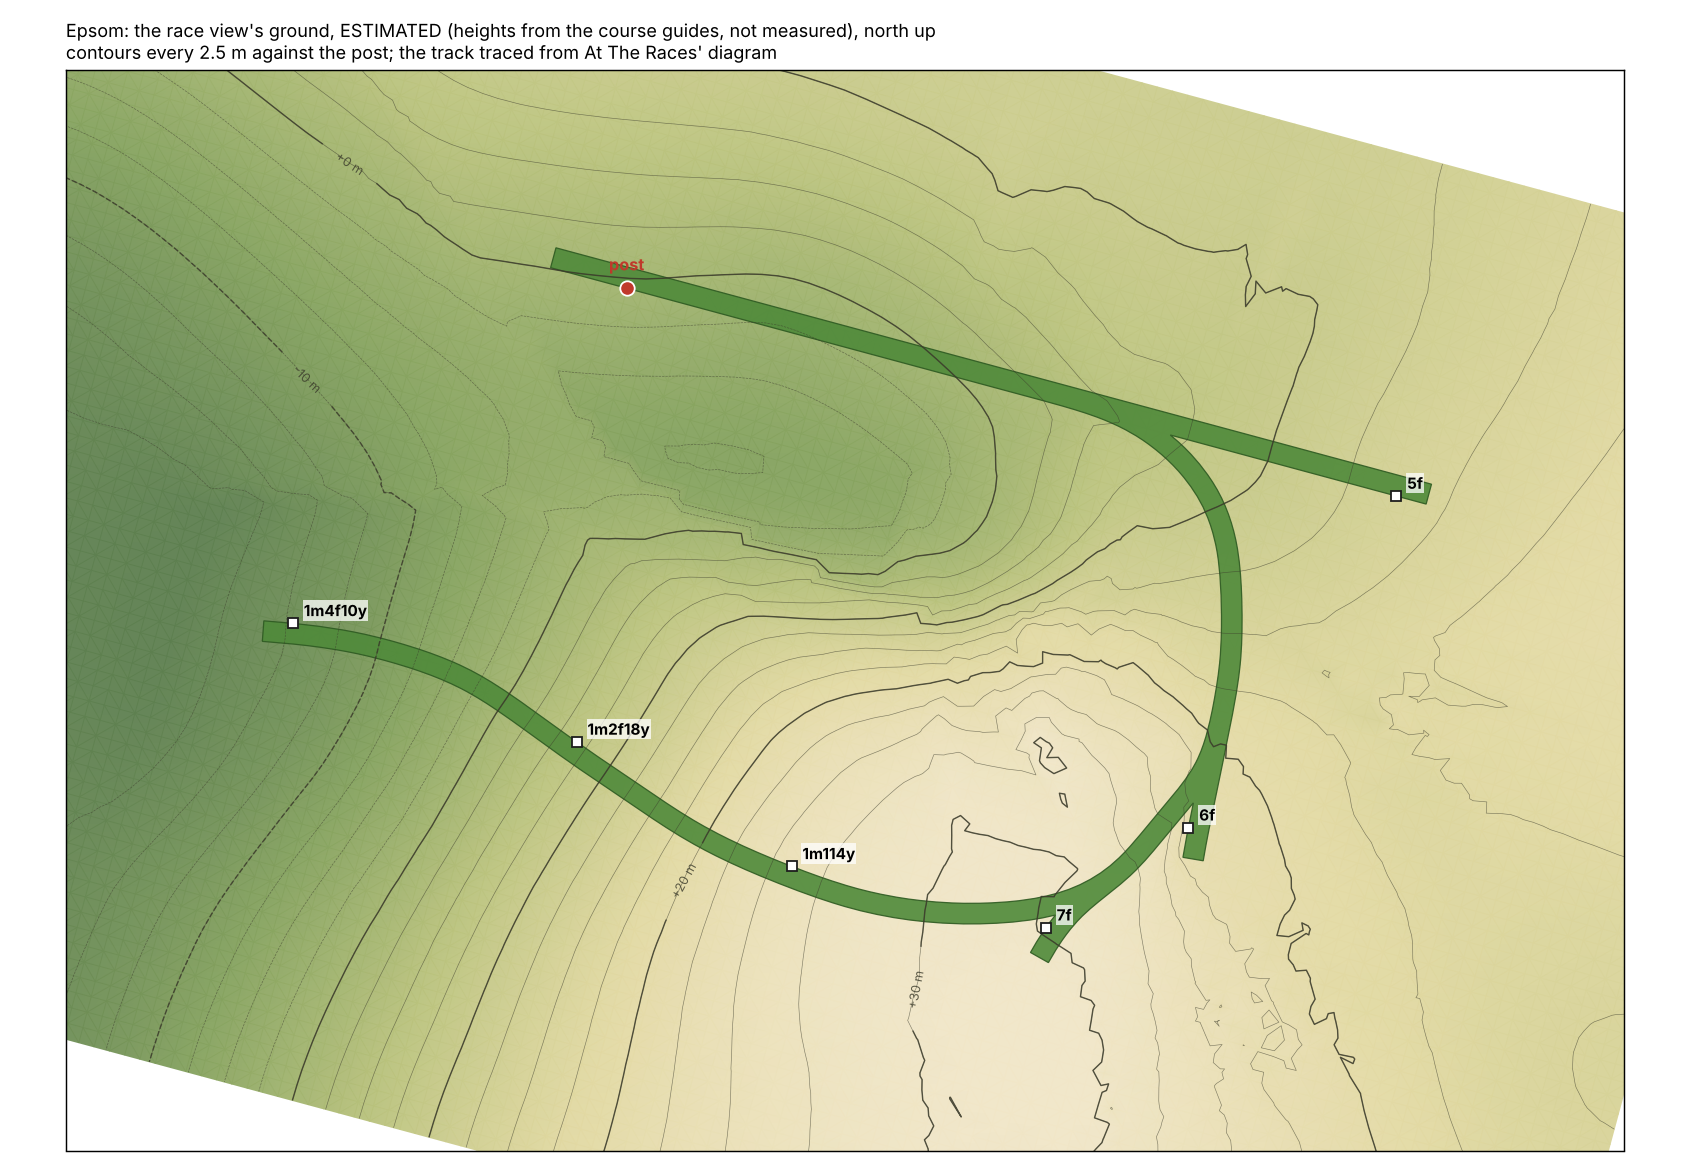 Epsom: the race view's ground, ESTIMATED (heights from the course guides, not measured), north up
contours every 2.5 m against the post; the track traced from At The Races' diagram
+0 m
post
-10 m
5f
1m4f10y
1m2f18y
6f
1m114y
+20 m
7f
+30 m